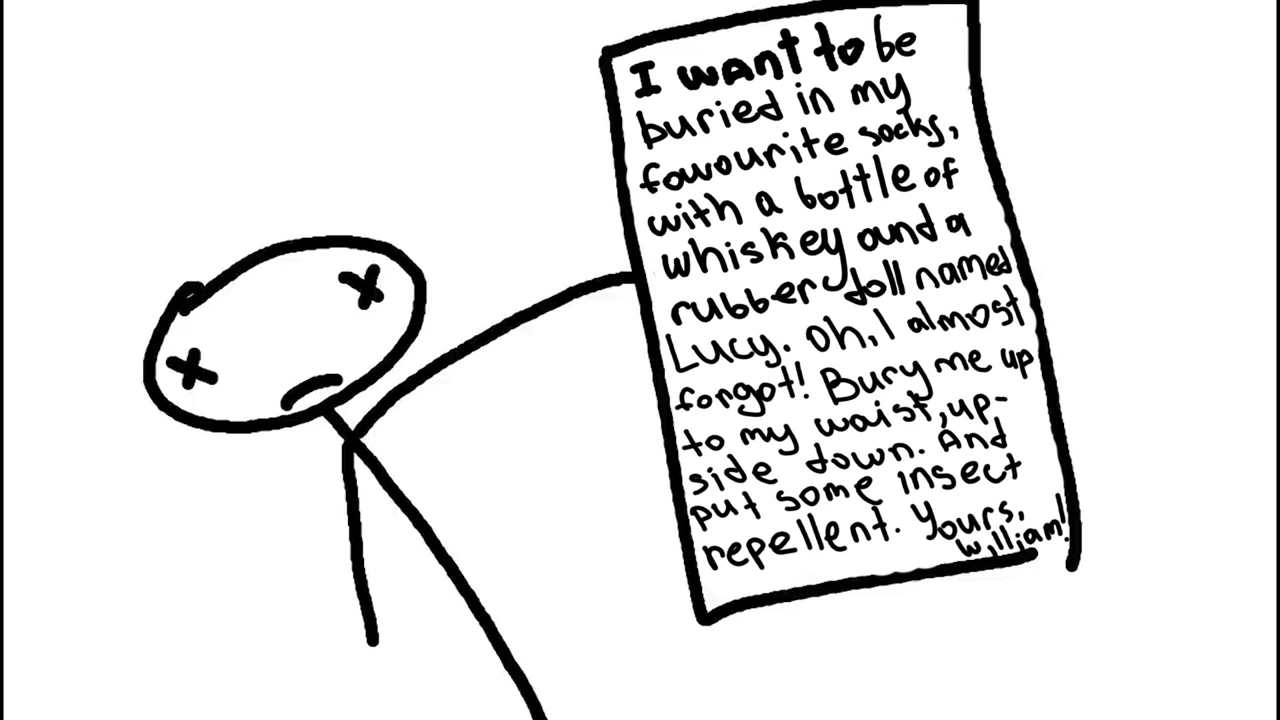 I want to be
buried in my
fowourite socks,
with a bottle of
whiskey and a
rubber doll named
Lucy. Oh, I almost
forgot! Bury me up
to my waist, up-
side down. And
put some insect
repellent. Yours,
William!